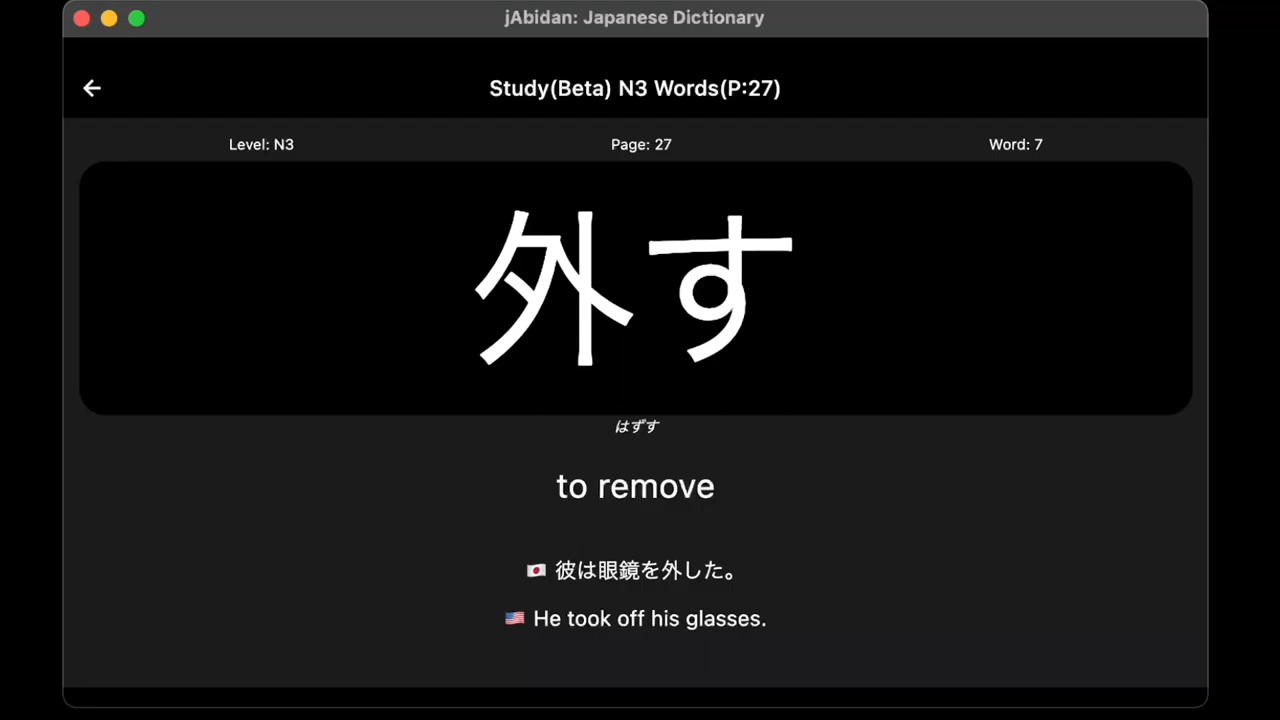 jAbidan: Japanese Dictionary
Study(Beta) N3 Words(P:27)
Level: N3 Page: 27 Word: 7
外す
はずす
to remove
🇯🇵 彼は眼鏡を外した。
🇺🇸 He took off his glasses.